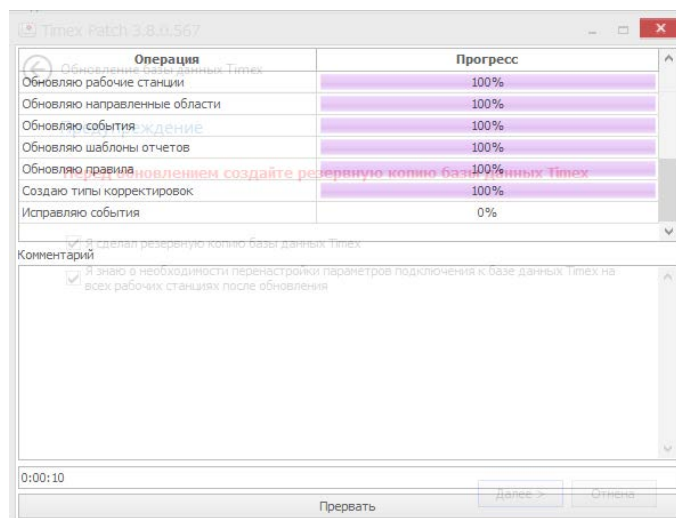 Timex Patch 3.8.0.567
Операция Прогресс
Обновление базы данных Timex
Обновляю рабочие станции 100%
Обновляю направленные области 100%
Предупреждение
Обновляю события 100%
Обновляю шаблоны отчетов 100%
Обновляю правила 100%
Перед обновлением создайте резервную копию базы данных Timex
Создаю типы корректировок 100%
Исправляю события 0%
Я сделал резервную копию базы данных Timex
Комментарий
Я знаю о необходимости перенастройки параметров подключения к базе данных Timex на
всех рабочих станциях после обновления
0:00:10
Далее > Отмена
Прервать